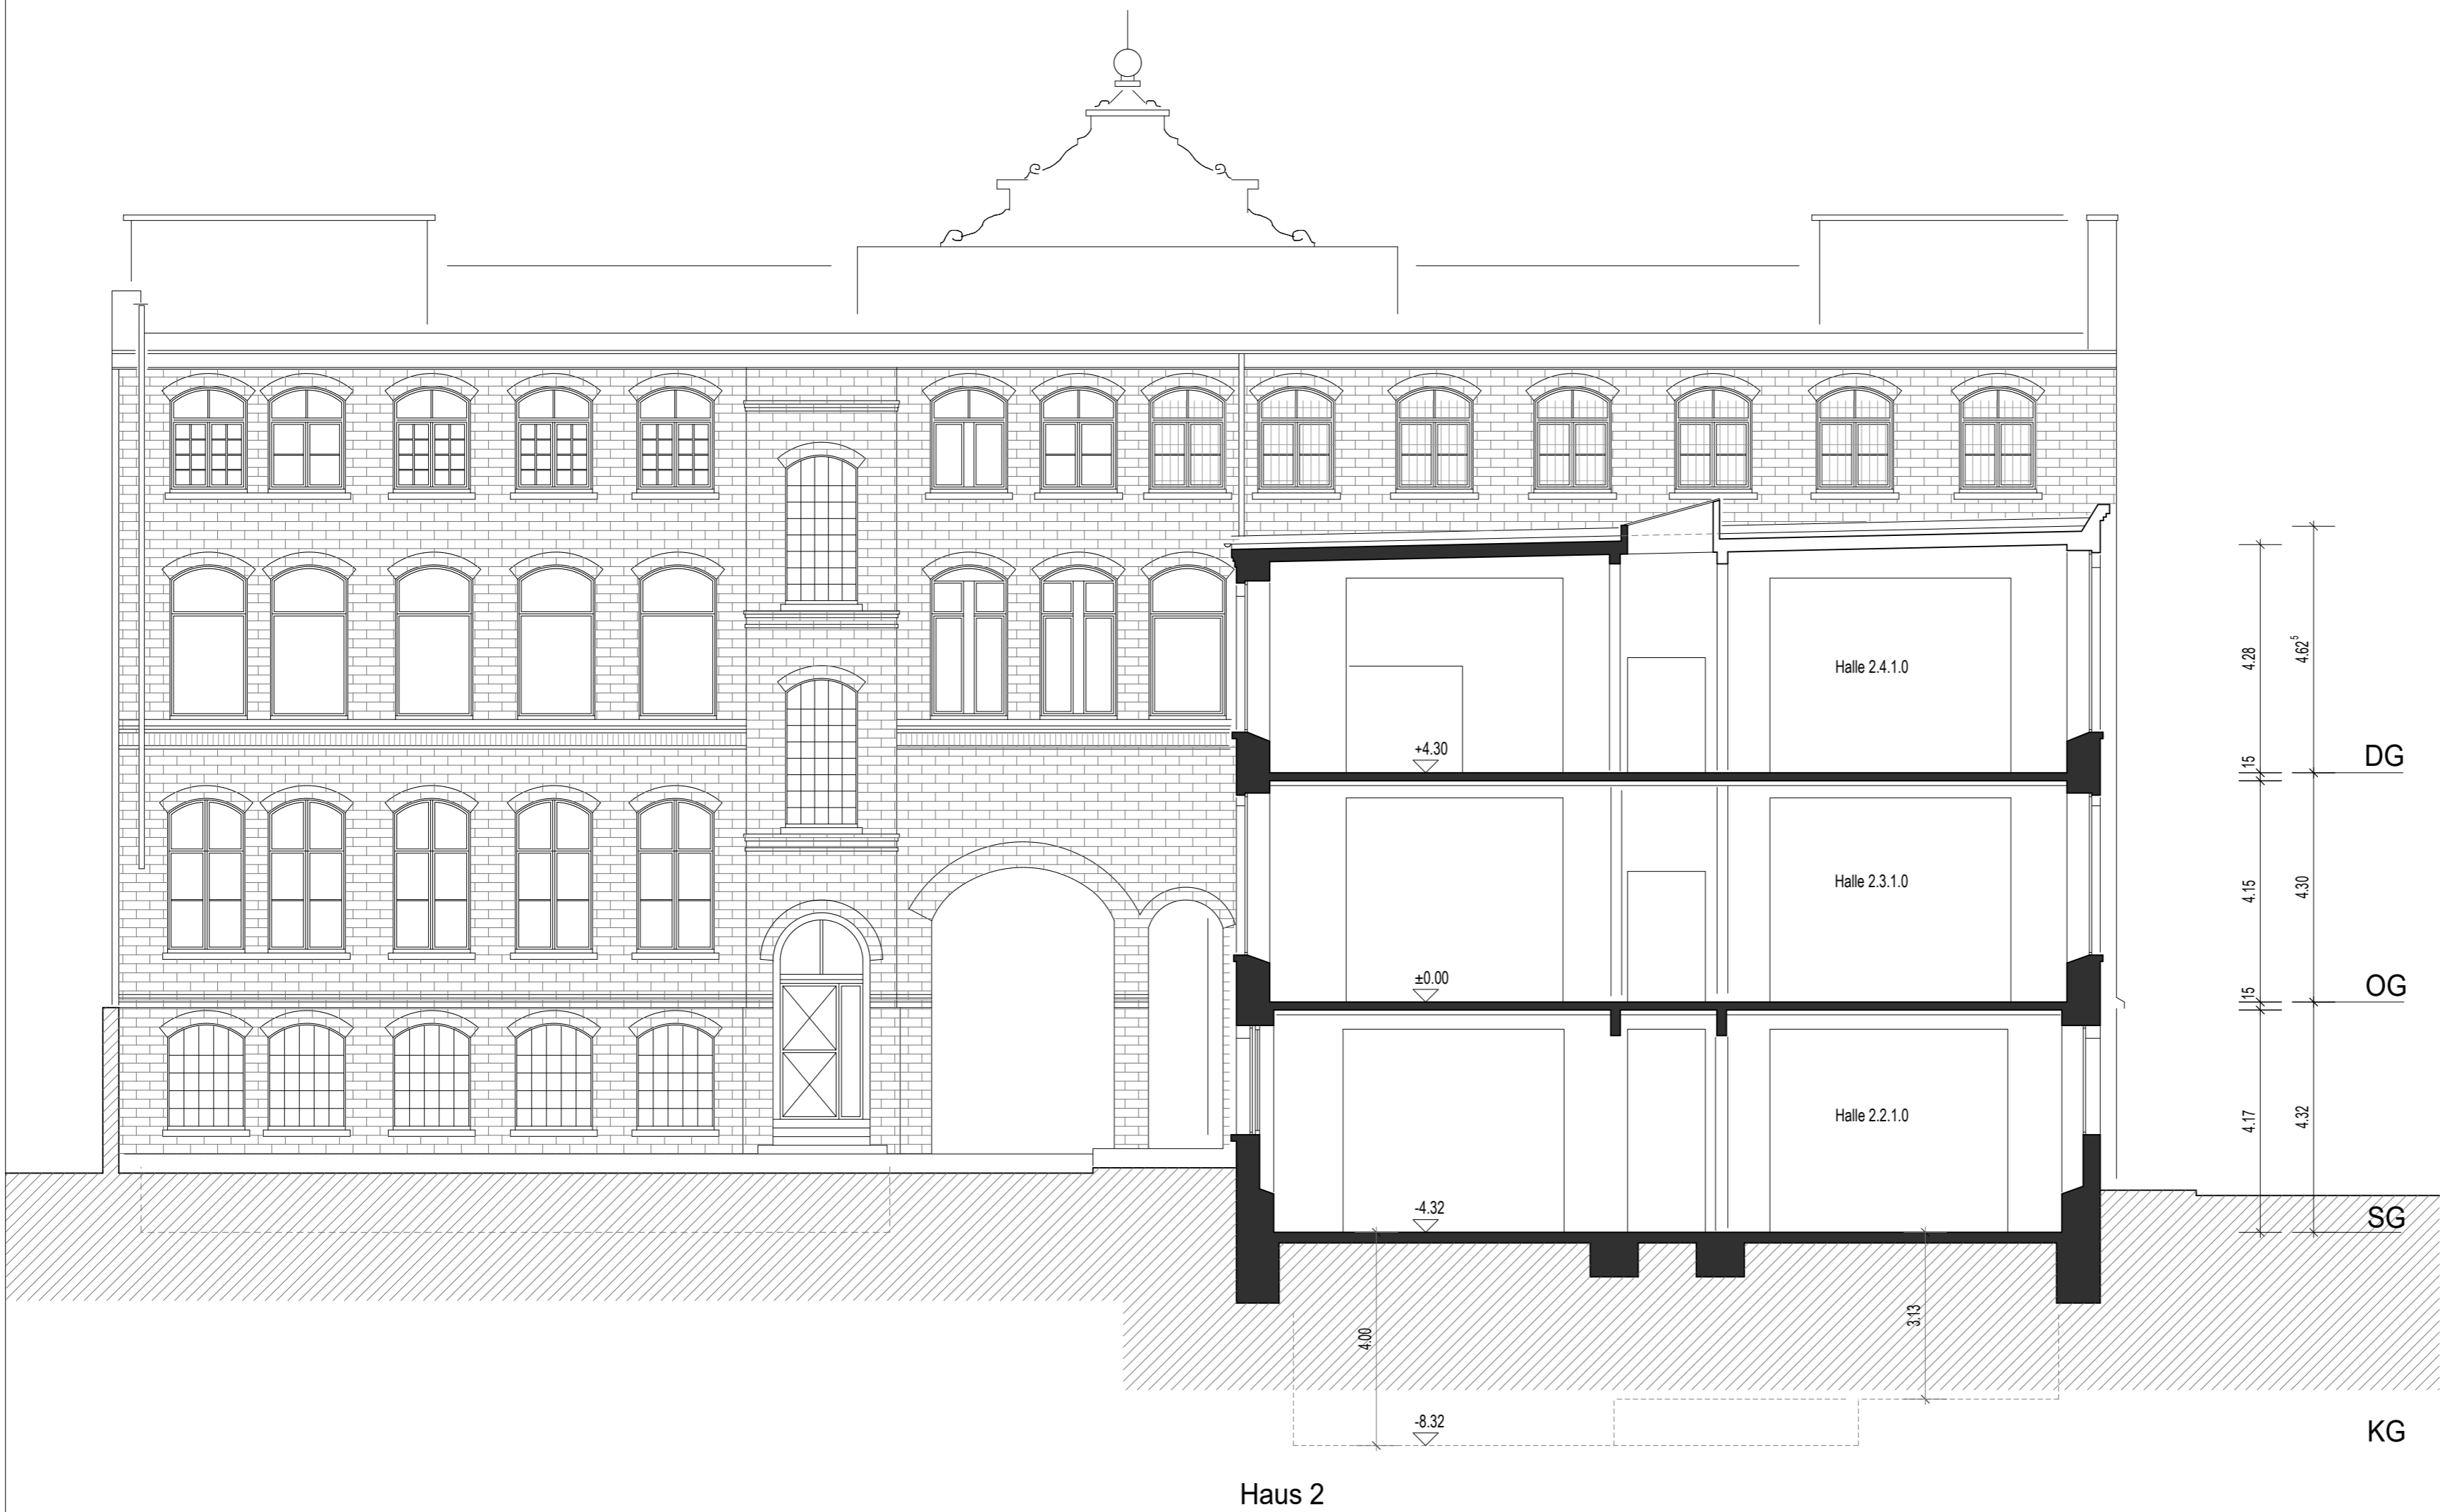 Halle 2.4.1.0
4.28
4.62⁵
+4.30
15
DG
Halle 2.3.1.0
4.15
4.30
±0.00
15
OG
Halle 2.2.1.0
4.17
4.32
-4.32
SG
4.00
3.13
-8.32
KG
Haus 2